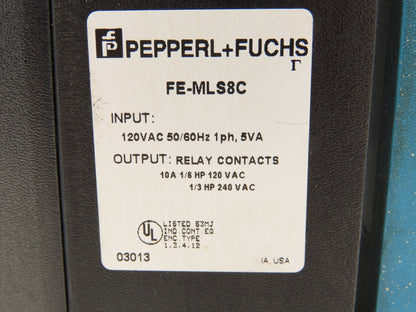 PEPPERL+FUCHS
FE-MLS8C
INPUT:
120VAC 50/60Hz 1ph, 5VA
OUTPUT: RELAY CONTACTS
10A 1/6 HP 120 VAC
1/3 HP 240 VAC
UL LISTED 63MJ
IND.CONT.EQ.
ENC.TYPE
1.3.4.12
03013
IA, USA